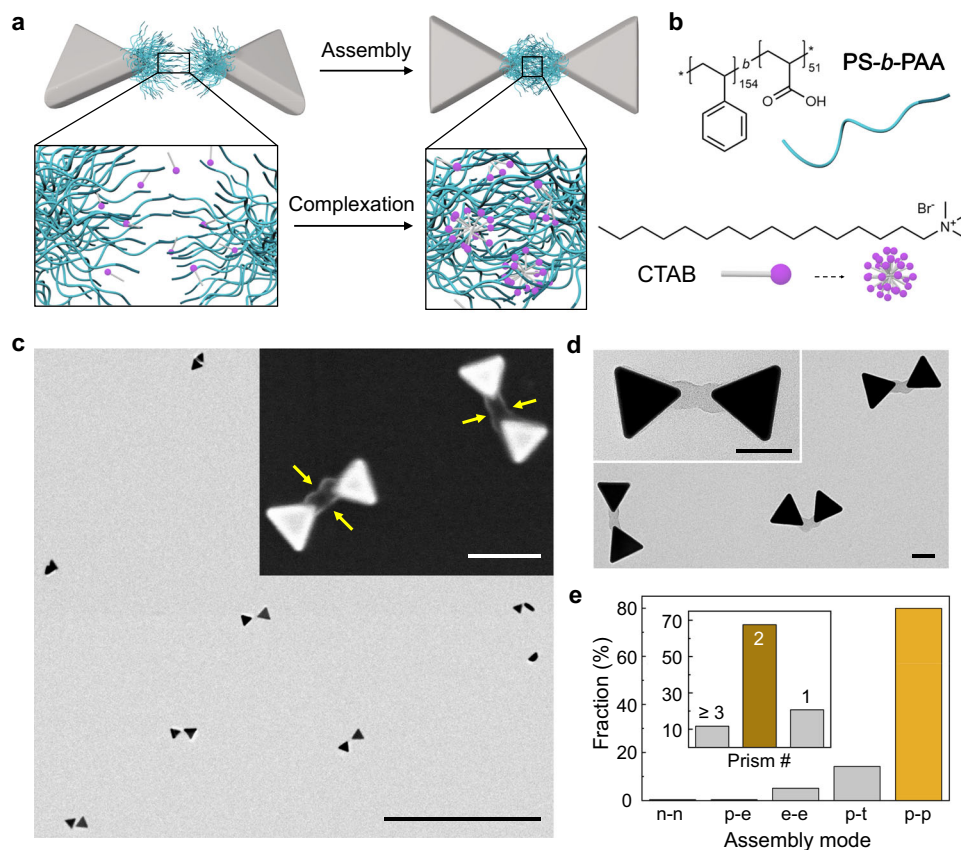 a
Assembly
Complexation
b
*
154
b
51
*
O
OH
PS-b-PAA
Br-
N+
CTAB
c
d
e
Fraction (%)
80
60
40
20
0
70
50
30
10
≥ 3
2
1
Prism #
n-n
p-e
e-e
p-t
p-p
Assembly mode